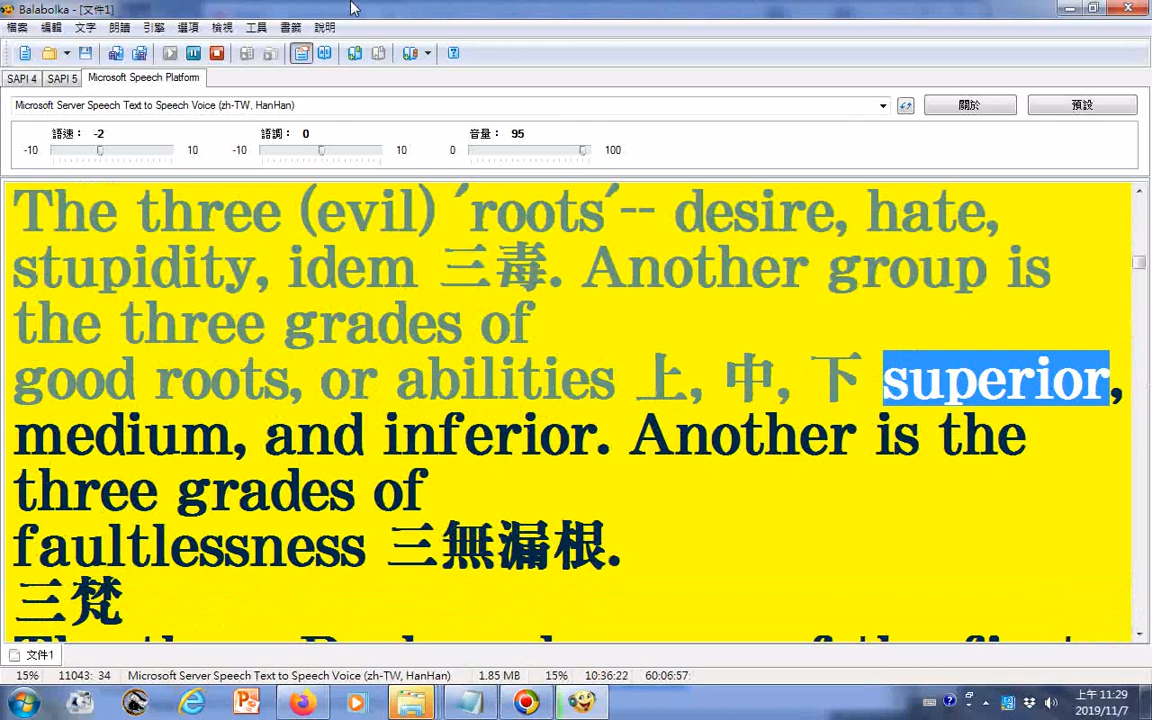 Balabolka - [文件1]
檔案 編輯 文字 朗讀 引擎 選項 檢視 工具 書籤 說明
SAPI 4 SAPI 5 Microsoft Speech Platform
Microsoft Server Speech Text to Speech Voice (zh-TW, HanHan) 關於 預設
語速： -2 語調： 0 音量： 95
-10 10 -10 10 0 100
The three (evil) 'roots'-- desire, hate,
stupidity, idem 三毒. Another group is
the three grades of
good roots, or abilities 上, 中, 下 superior,
medium, and inferior. Another is the
three grades of
faultlessness 三無漏根.
三梵
文件1
15% 11043: 34 Microsoft Server Speech Text to Speech Voice (zh-TW, HanHan) 1.85 MB 15% 10:36:22 60:06:57
上午 11:29
2019/11/7